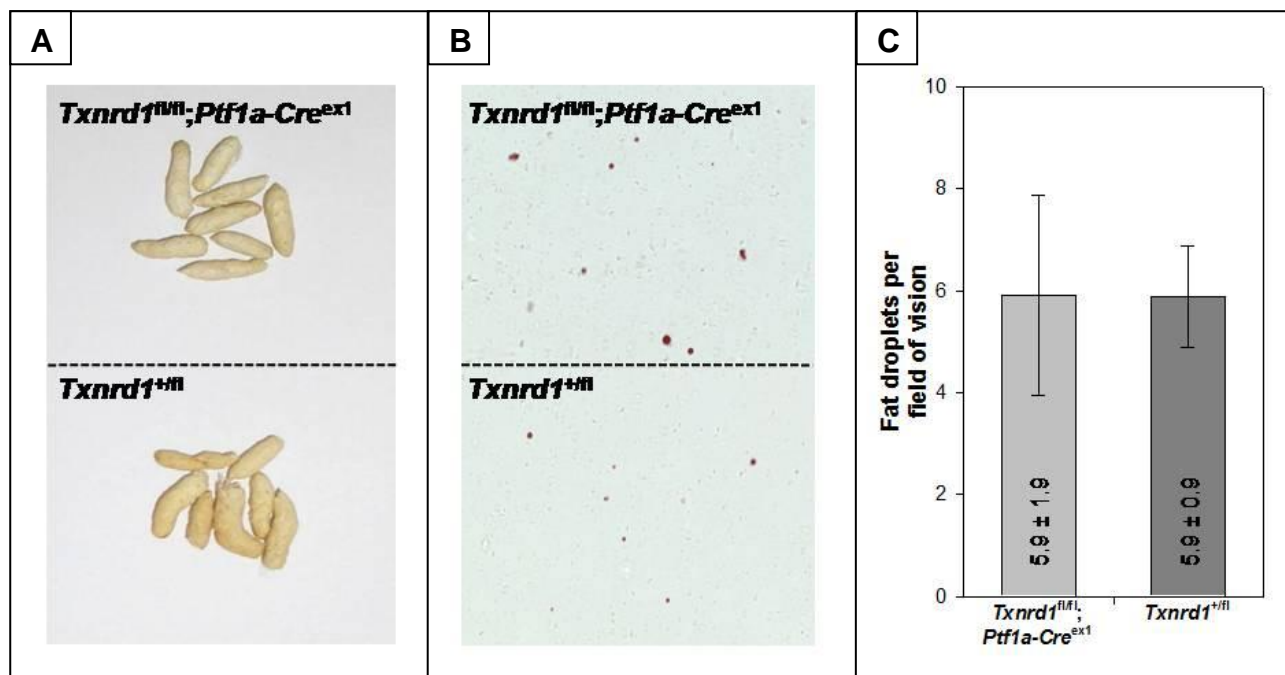 A
Txnrd1fl/fl;Ptf1a-Creex1
Txnrd1+/fl
B
Txnrd1fl/fl;Ptf1a-Creex1
Txnrd1+/fl
C
Fat droplets per
field of vision
10
8
6
4
2
0
5,9 ± 1,9
5,9 ± 0,9
Txnrd1fl/fl;
Ptf1a-Creex1
Txnrd1+/fl